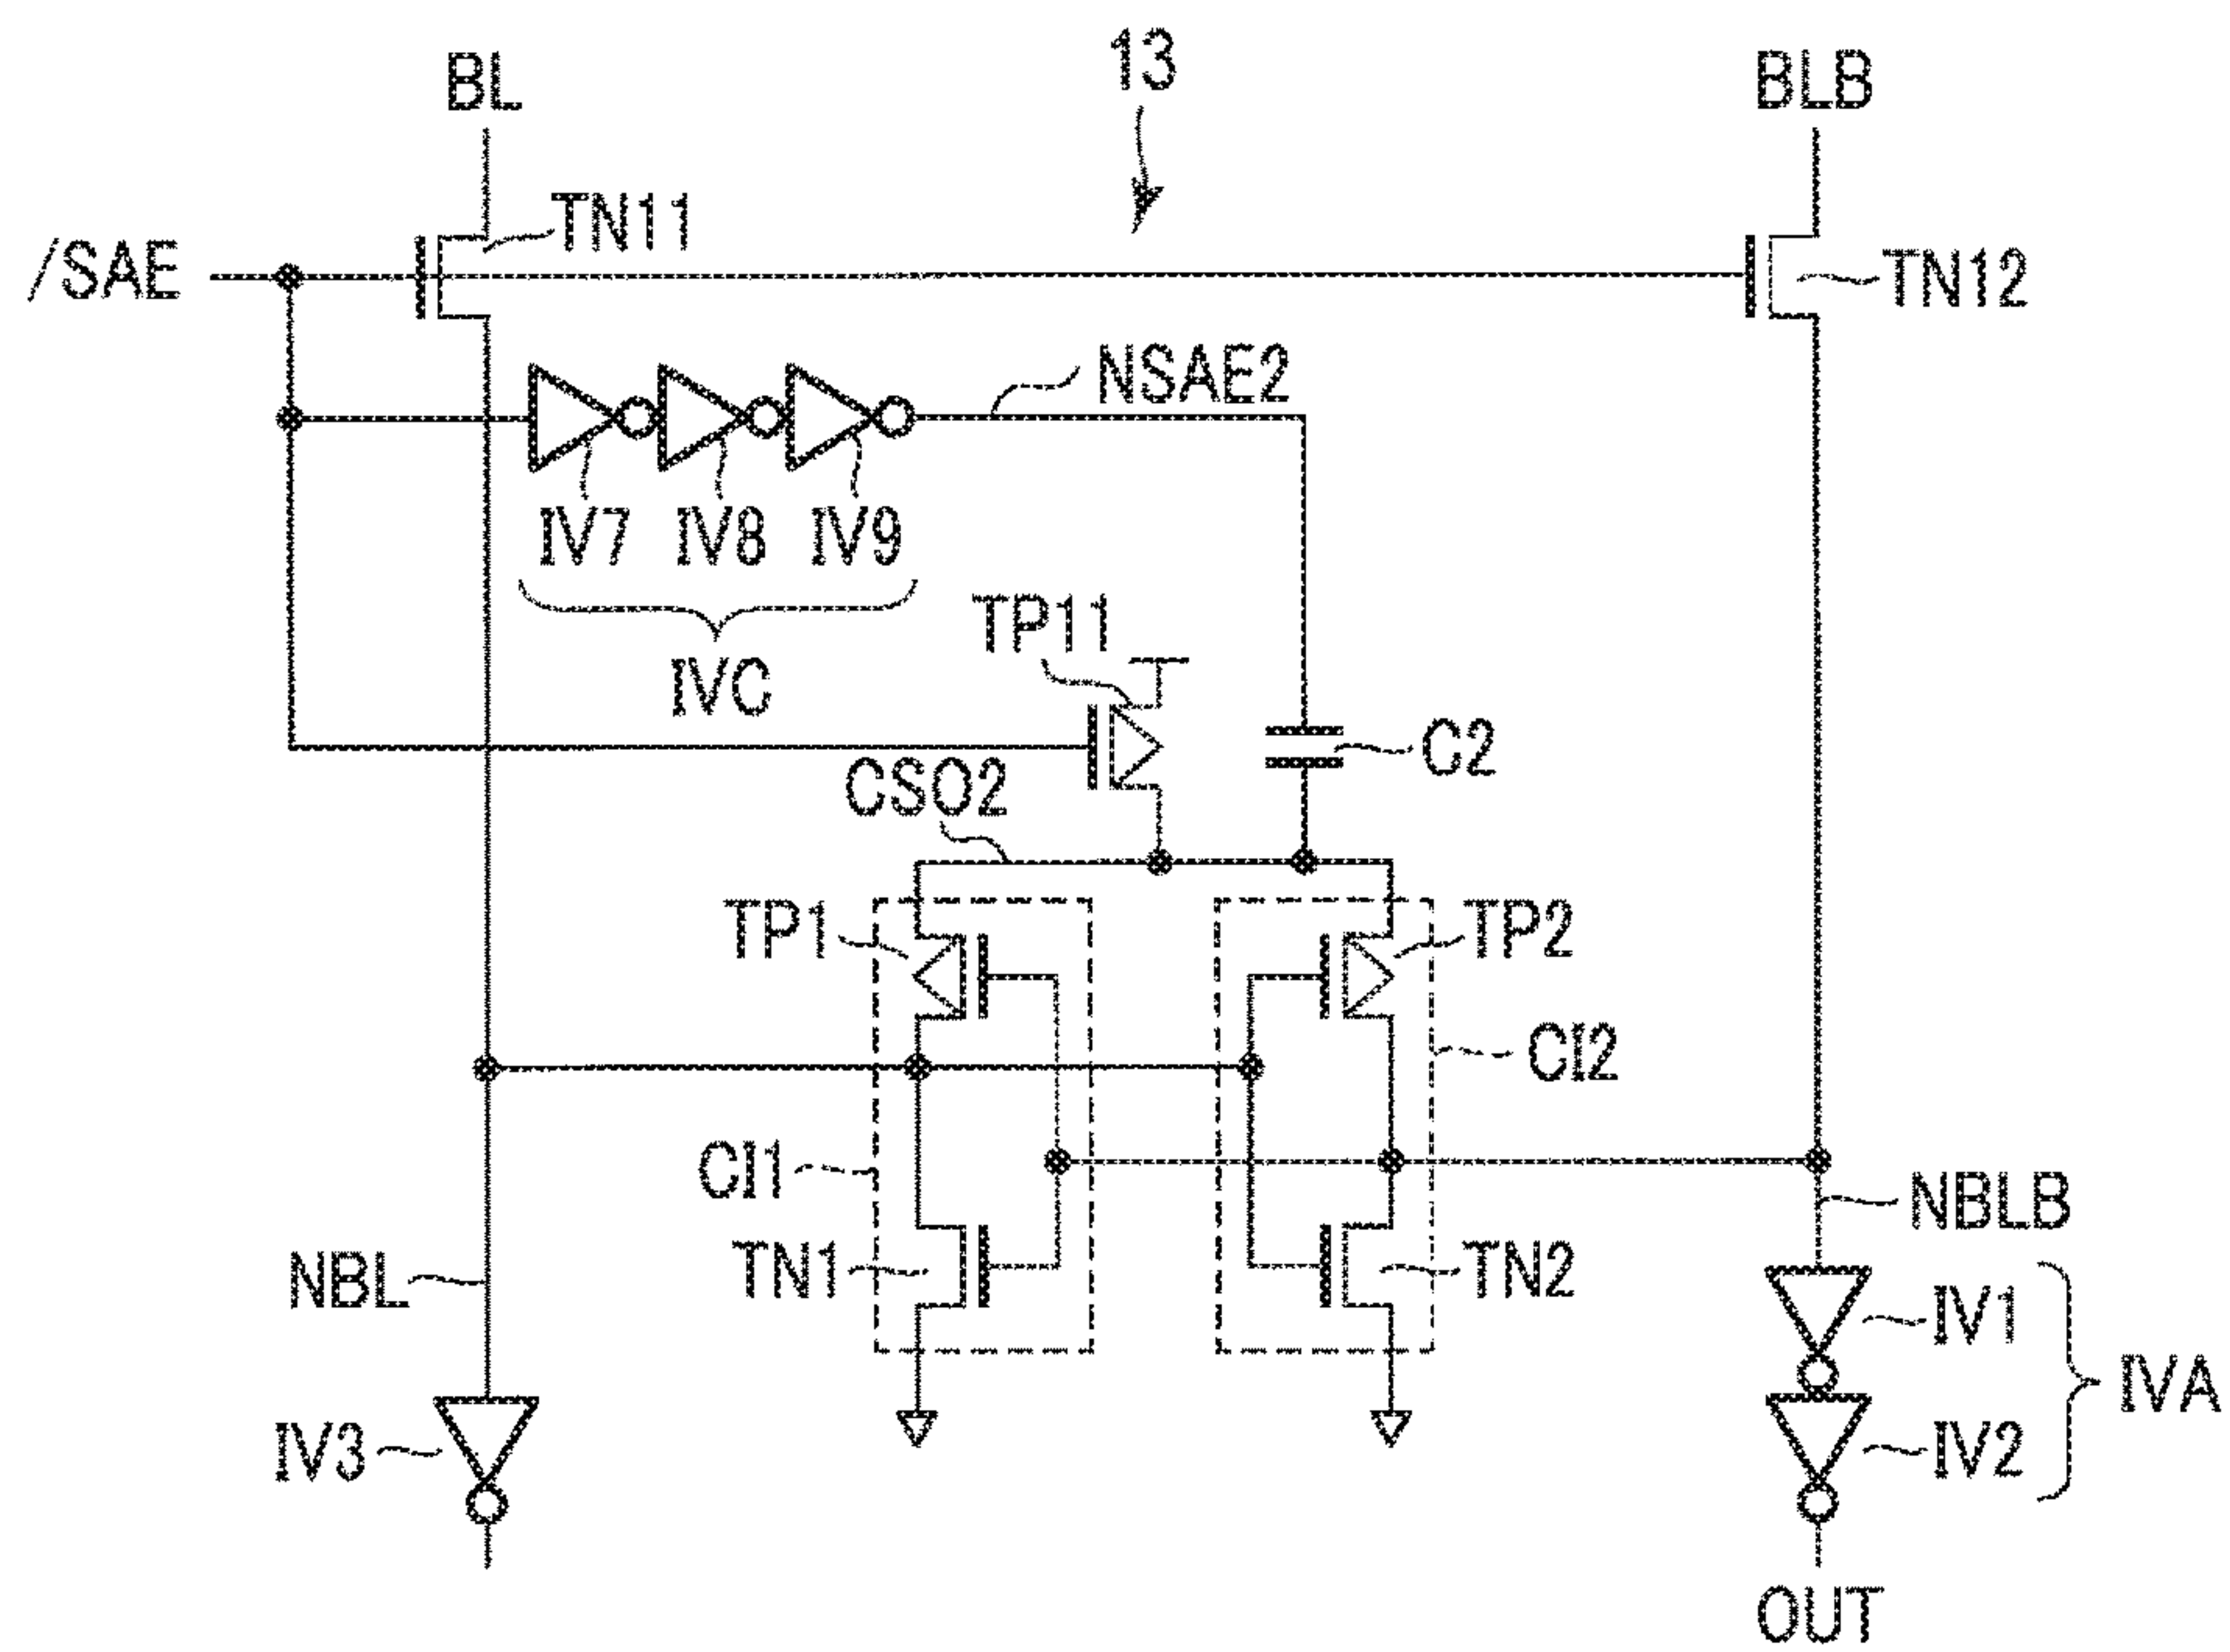 13
BL
BLB
TN11
/SAE
TN12
NSAE2
IV7
IV8
IV9
TP11
IVC
C2
CSO2
TP1
TP2
CI2
CI1
NBLB
NBL
TN1
TN2
IV1
IVA
IV3
IV2
OUT